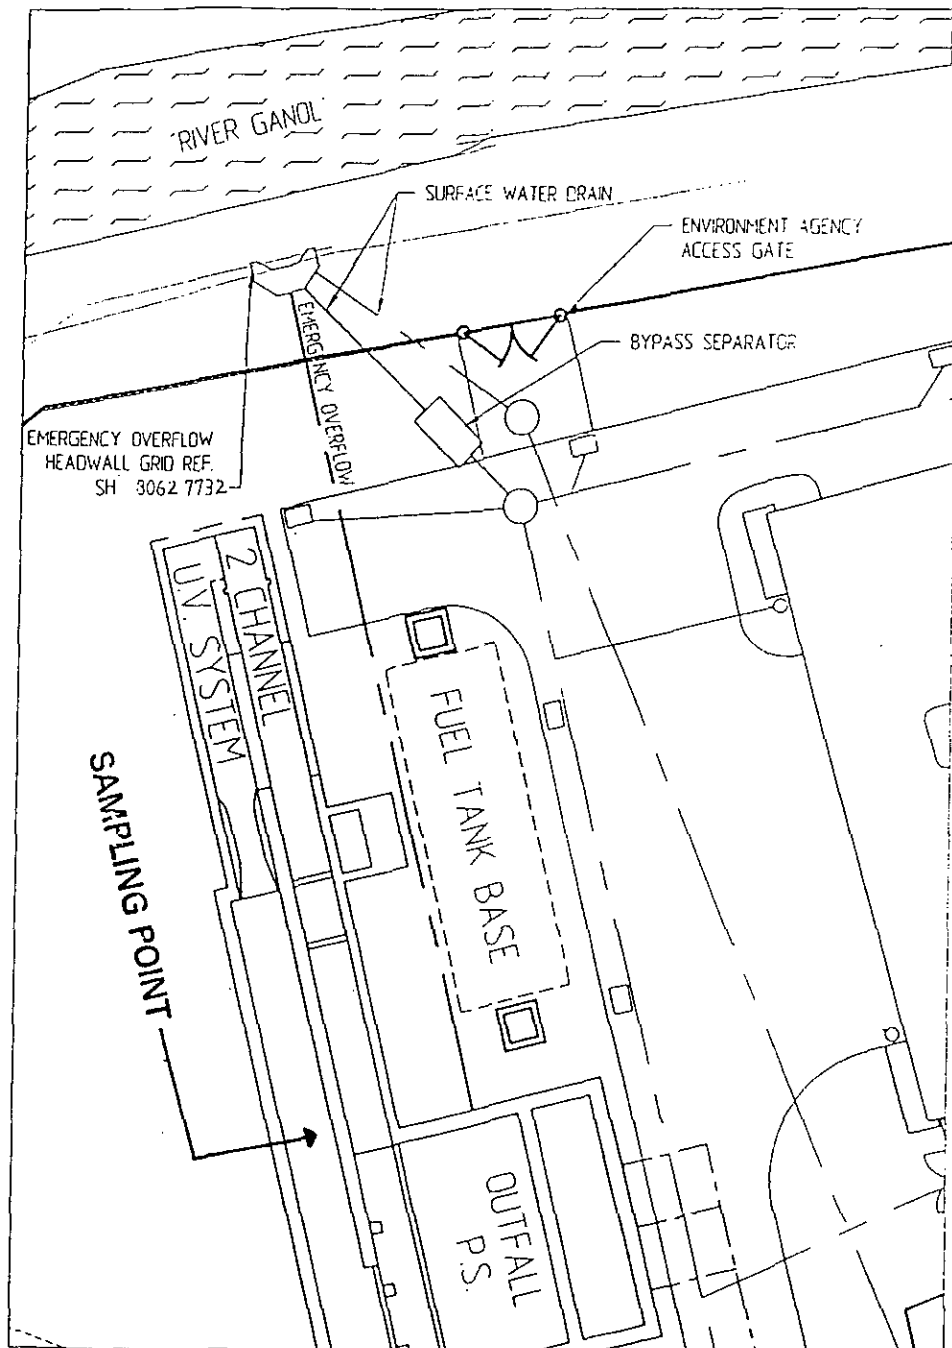 RIVER GANOL
SURFACE WATER DRAIN
ENVIRONMENT AGENCY
ACCESS GATE
BYPASS SEPARATOR
EMERGENCY OVERFLOW
EMERGENCY OVERFLOW
HEADWALL GRID REF.
SH 8062 7732
2 CHANNEL
U.V. SYSTEM
FUEL TANK BASE
SAMPLING POINT
OUTFALL
P.S.